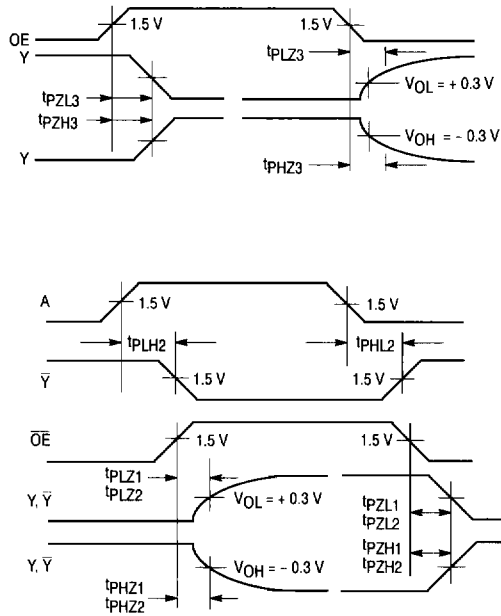 1.5 V
1.5 V
OE
Y
tPLZ3
tPZL3
tPZH3
VOL = + 0.3 V
VOH = – 0.3 V
Y
tPHZ3
A
1.5 V
1.5 V
tPLH2
tPHL2
Y̅
1.5 V
1.5 V
O̅E̅
1.5 V
1.5 V
tPLZ1
tPLZ2
Y, Y̅
VOL = + 0.3 V
tPZL1
tPZL2
tPZH1
tPZH2
Y, Y̅
VOH = – 0.3 V
tPHZ1
tPHZ2